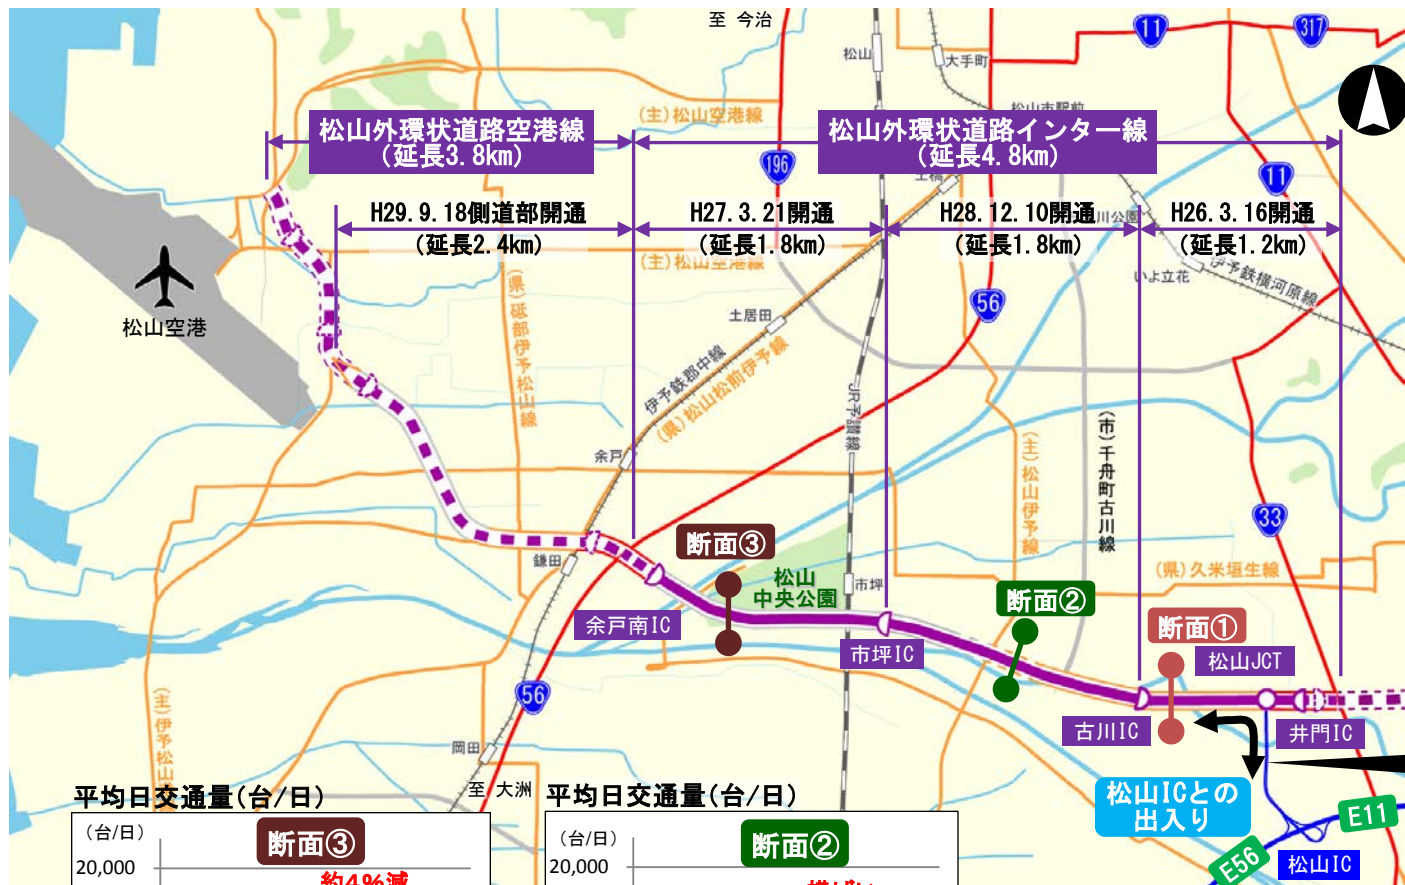 至 今治
11
317
松山
大手町
松山市駅前
(主)松山空港線
松山外環状道路空港線
(延長3.8km)
松山外環状道路インター線
(延長4.8km)
196
土橋
11
H29.9.18側道部開通
(延長2.4km)
H27.3.21開通
(延長1.8km)
H28.12.10開通
(延長1.8km)
川公園
H26.3.16開通
(延長1.2km)
(主)松山空港線
いよ立花
伊予鉄横河原線
松山空港
(県)砥部伊予松山線
土居田
56
伊予鉄郡中線
(県)松山松前伊予線
JR予讃線
(市)千舟町古川線
(主)松山伊予線
余戸
33
断面③
鎌田
松山
中央公園
市坪
(県)久米垣生線
断面②
断面①
余戸南IC
市坪IC
松山JCT
56
古川IC
井門IC
(主)伊予松山
岡田
至 大洲
松山ICとの
出入り
E11
E56
松山IC
平均日交通量(台/日)
(台/日)
断面③
20,000
約4%減
平均日交通量(台/日)
(台/日)
断面②
20,000